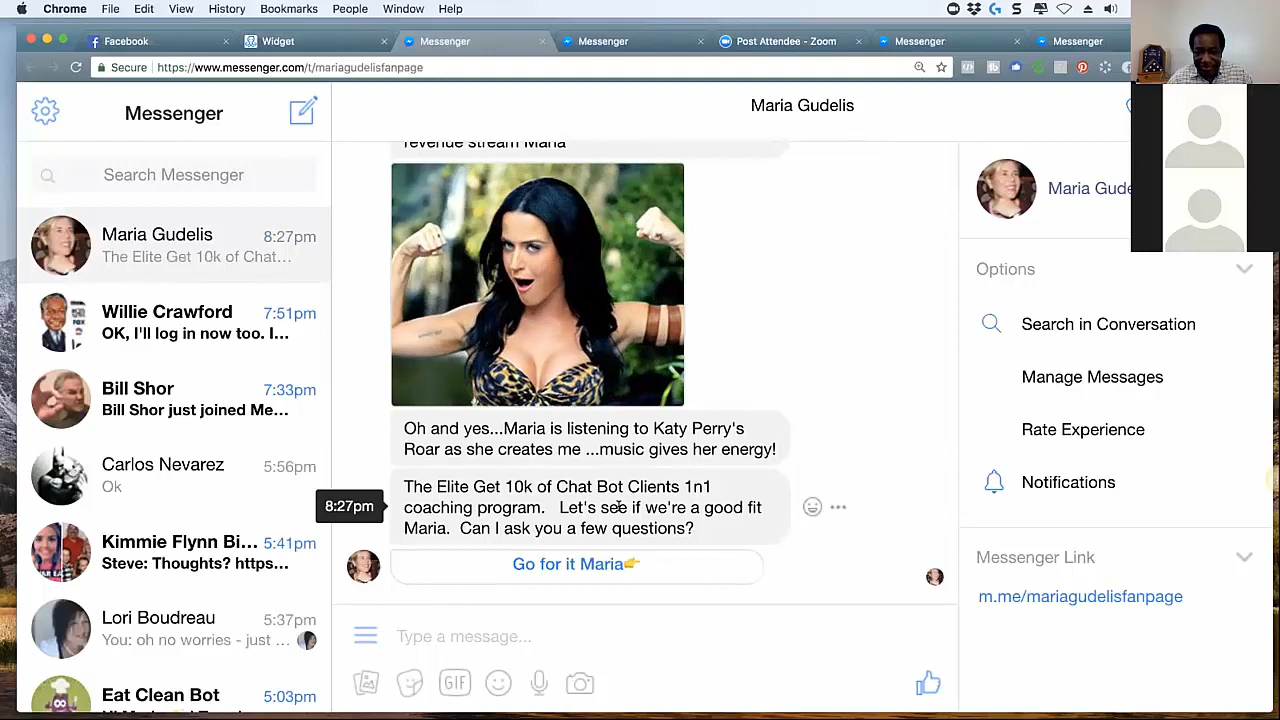 Chrome File Edit View History Bookmarks People Window Help
Facebook Widget Messenger Messenger Post Attendee - Zoom Messenger Messenger
Secure https://www.messenger.com/t/mariagudelisfanpage
Messenger
Search Messenger
Maria Gudelis 8:27pm
The Elite Get 10k of Chat…
Willie Crawford 7:51pm
OK, I'll log in now too. I…
Bill Shor 7:33pm
Bill Shor just joined Me…
Carlos Nevarez 5:56pm
Ok
Kimmie Flynn Bi… 5:41pm
Steve: Thoughts? https…
Lori Boudreau 5:37pm
You: oh no worries - just …
Eat Clean Bot 5:03pm
Maria Gudelis
revenue stream Maria
Oh and yes...Maria is listening to Katy Perry's
Roar as she creates me ...music gives her energy!
8:27pm
The Elite Get 10k of Chat Bot Clients 1n1
coaching program. Let's see if we're a good fit
Maria. Can I ask you a few questions?
Go for it Maria👉
Type a message...
GIF
Maria Gude
Options
Search in Conversation
Manage Messages
Rate Experience
Notifications
Messenger Link
m.me/mariagudelisfanpage